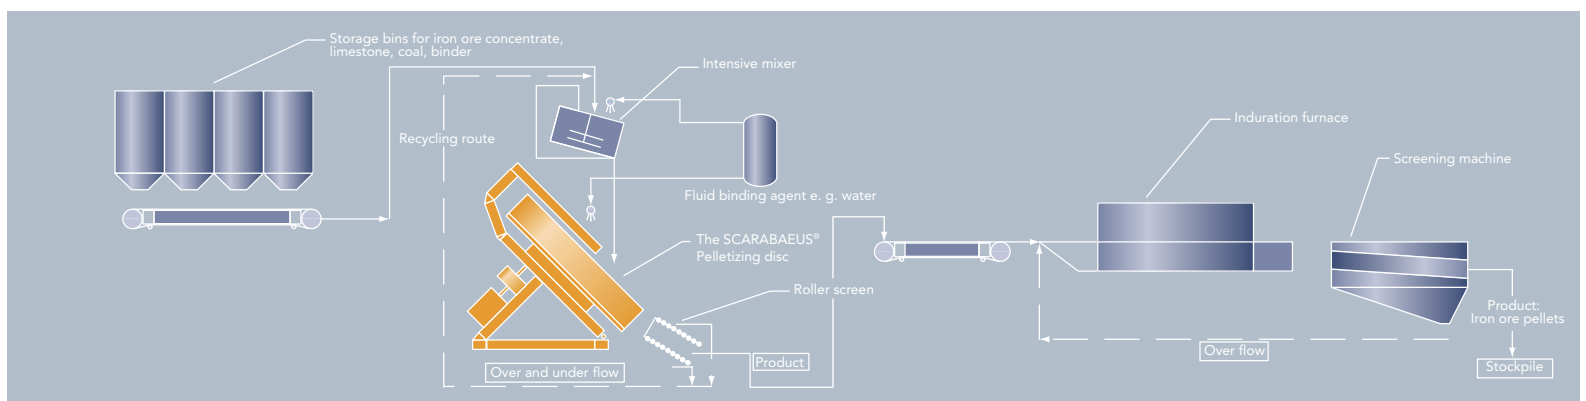 Storage bins for iron ore concentrate,
limestone, coal, binder
Intensive mixer
Recycling route
Fluid binding agent e. g. water
The SCARABAEUS®
Pelletizing disc
Roller screen
Product
Over and under flow
Induration furnace
Screening machine
Product:
Iron ore pellets
Over flow
Stockpile